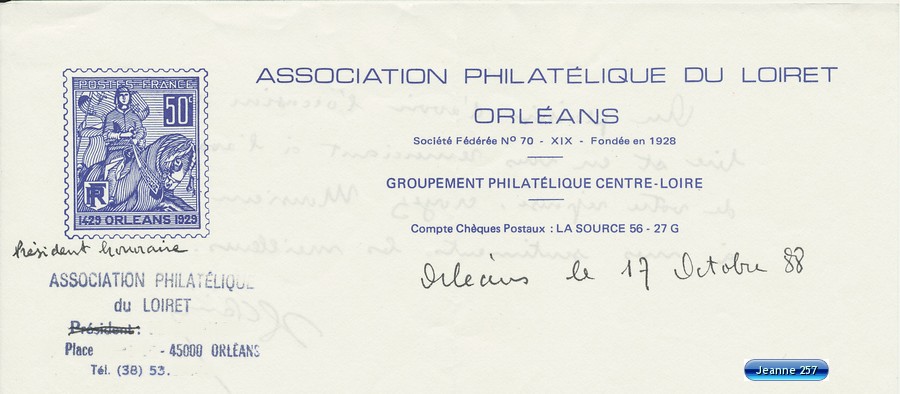 ASSOCIATION PHILATÉLIQUE DU LOIRET
ORLÉANS
Société Fédérée No 70 - XIX - Fondée en 1928
GROUPEMENT PHILATÉLIQUE CENTRE-LOIRE
Compte Chèques Postaux : LA SOURCE 56 - 27 G
POSTES FRANCE
50c
RF
1429 ORLEANS 1929
Président honoraire
ASSOCIATION PHILATÉLIQUE
du LOIRET
Président :
Place - 45000 ORLÉANS
Tél. (38) 53.
Orléans le 17 Octobre 88
Jeanne 257